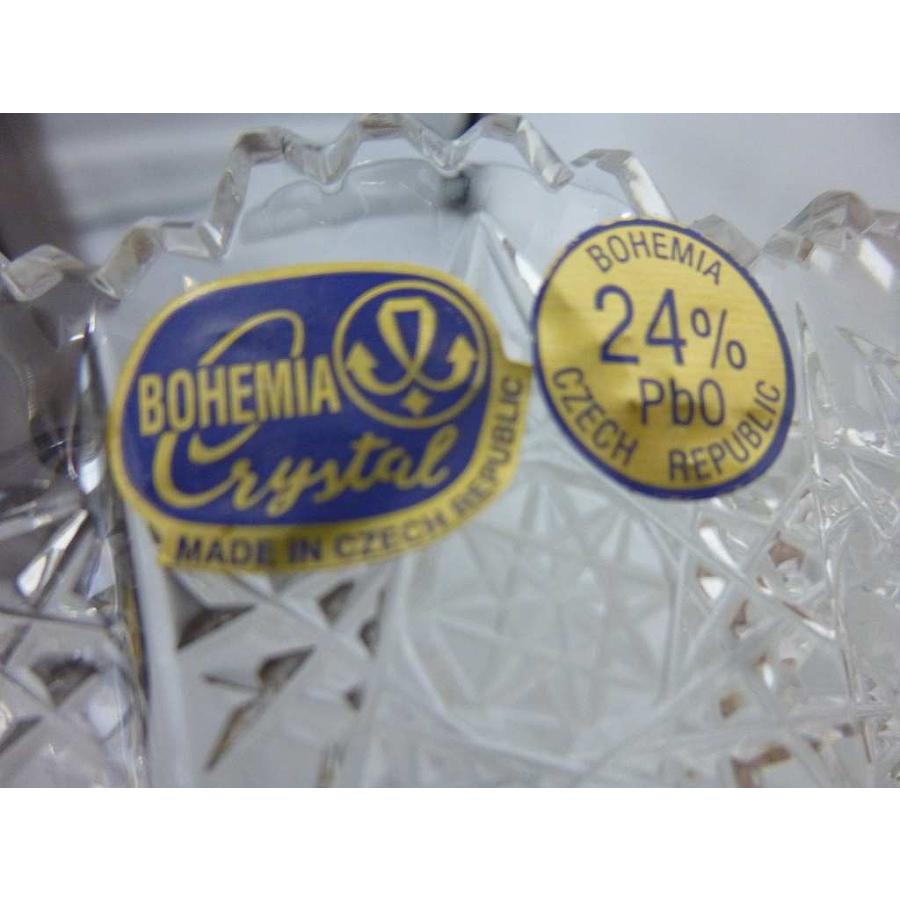 BOHEMIA
Crystal
MADE IN CZECH REPUBLIC
BOHEMIA
24%
PbO
CZECH REPUBLIC